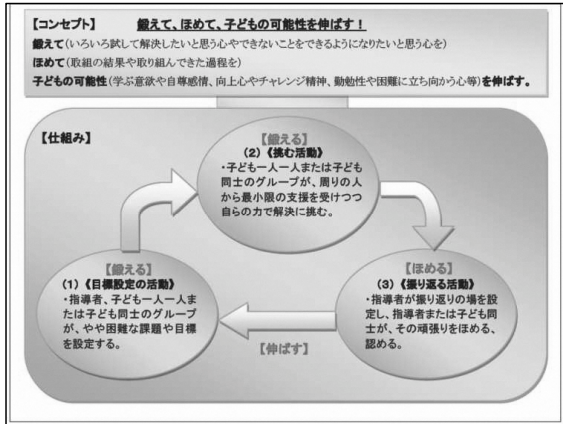 【コンセプト】 鍛えて、ほめて、子どもの可能性を伸ばす！
鍛えて(いろいろ試して解決したいと思う心やできないことをできるようになりたいと思う心を)
ほめて(取組の結果や取り組んできた過程を)
子どもの可能性(学ぶ意欲や自尊感情、向上心やチャレンジ精神、勤勉性や困難に立ち向かう心等)を伸ばす。
【仕組み】
【鍛える】
(2)《挑む活動》
・子ども一人一人または子ども
同士のグループが、周りの人
から最小限の支援を受けつつ
自らの力で解決に挑む。
【鍛える】
(1)《目標設定の活動》
・指導者、子ども一人一人ま
たは子ども同士のグループ
が、やや困難な課題や目標
を設定する。
【ほめる】
(3)《振り返る活動》
・指導者が振り返りの場を設
定し、指導者または子ども同
士が、その頑張りをほめる、
認める。
【伸ばす】